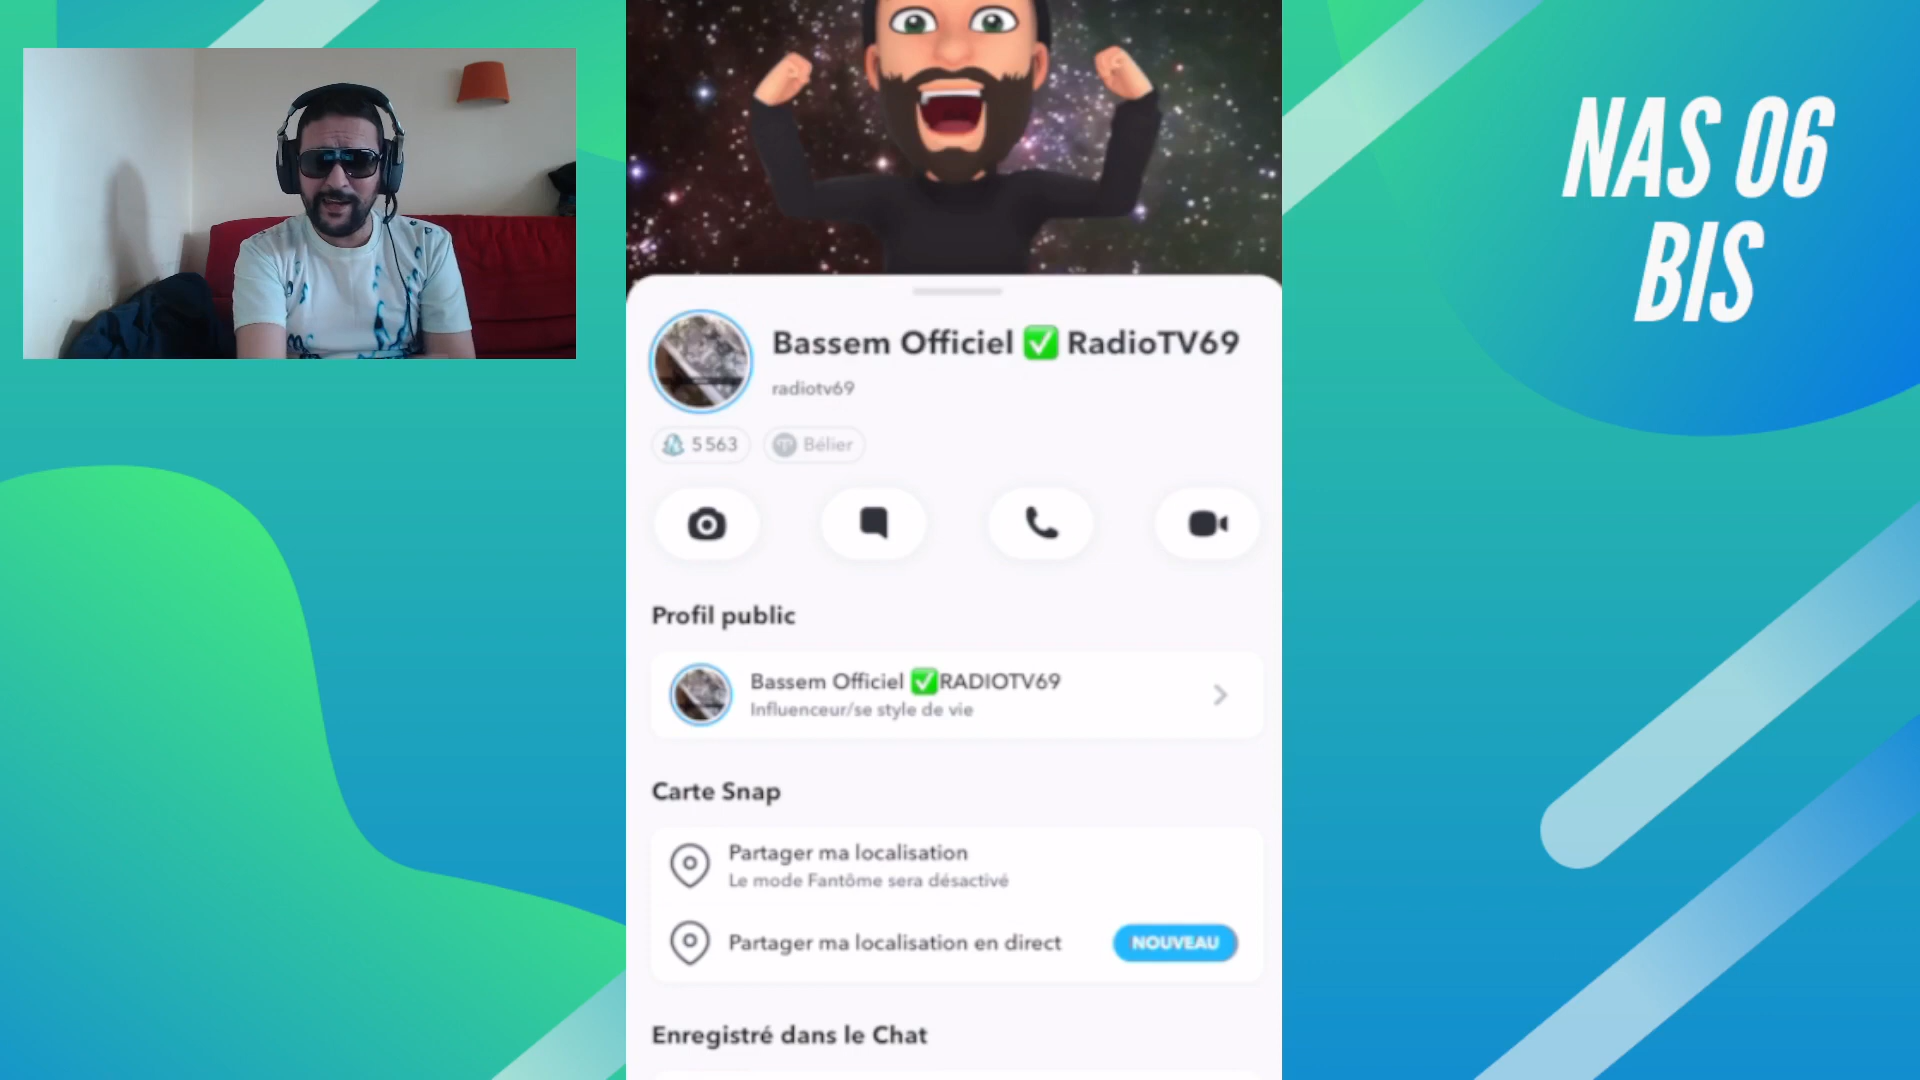 NAS 06
BIS
Bassem Officiel ✅ RadioTV69
radiotv69
5 563
Bélier
Profil public
Bassem Officiel ✅RADIOTV69
Influenceur/se style de vie
Carte Snap
Partager ma localisation
Le mode Fantôme sera désactivé
Partager ma localisation en direct
NOUVEAU
Enregistré dans le Chat